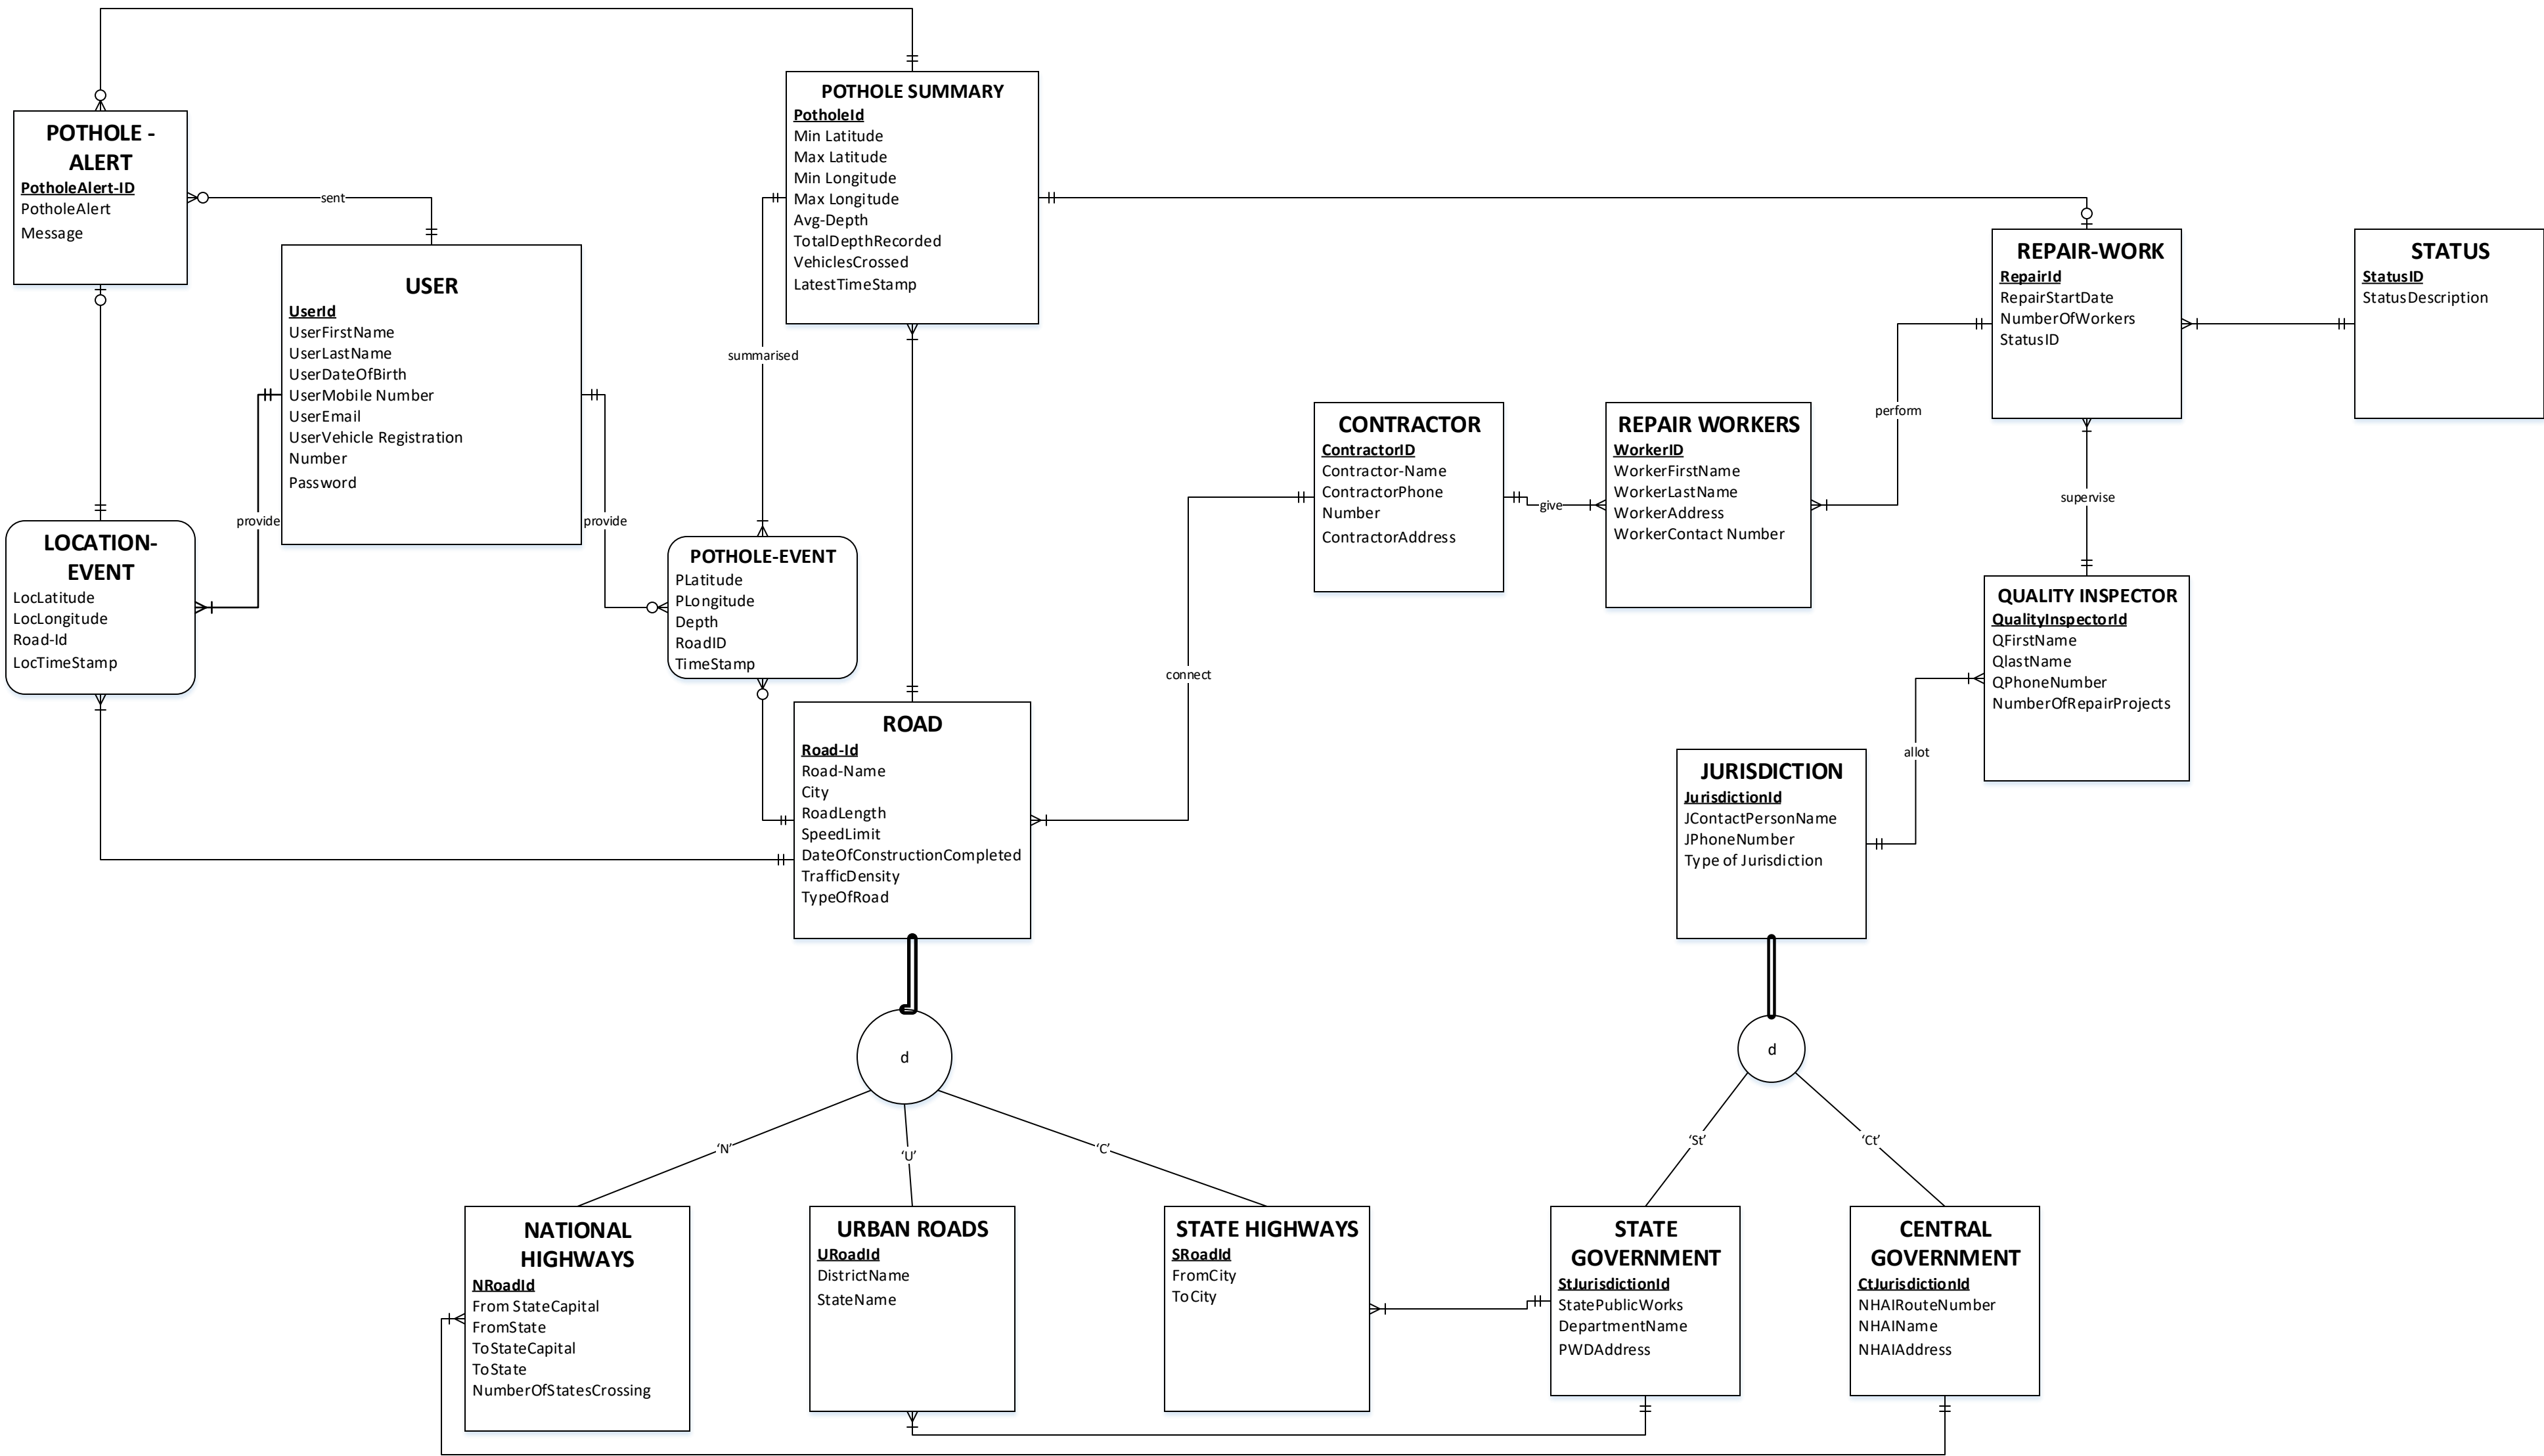 POTHOLE -
ALERT
PotholeAlert-ID
PotholeAlert
Message
sent
USER
UserId
UserFirstName
UserLastName
UserDateOfBirth
UserMobile Number
UserEmail
UserVehicle Registration
Number
Password
provide
provide
LOCATION-
EVENT
LocLatitude
LocLongitude
Road-Id
LocTimeStamp
POTHOLE SUMMARY
PotholeId
Min Latitude
Max Latitude
Min Longitude
Max Longitude
Avg-Depth
TotalDepthRecorded
VehiclesCrossed
LatestTimeStamp
summarised
POTHOLE-EVENT
PLatitude
PLongitude
Depth
RoadID
TimeStamp
ROAD
Road-Id
Road-Name
City
RoadLength
SpeedLimit
DateOfConstructionCompleted
TrafficDensity
TypeOfRoad
connect
CONTRACTOR
ContractorID
Contractor-Name
ContractorPhone
Number
ContractorAddress
give
REPAIR WORKERS
WorkerID
WorkerFirstName
WorkerLastName
WorkerAddress
WorkerContact Number
perform
REPAIR-WORK
RepairId
RepairStartDate
NumberOfWorkers
StatusID
STATUS
StatusID
StatusDescription
supervise
QUALITY INSPECTOR
QualityInspectorId
QFirstName
QlastName
QPhoneNumber
NumberOfRepairProjects
allot
JURISDICTION
JurisdictionId
JContactPersonName
JPhoneNumber
Type of Jurisdiction
d
d
‘N’
‘U’
‘C’
‘St’
‘Ct’
NATIONAL
HIGHWAYS
NRoadId
From StateCapital
FromState
ToStateCapital
ToState
NumberOfStatesCrossing
URBAN ROADS
URoadId
DistrictName
StateName
STATE HIGHWAYS
SRoadId
FromCity
ToCity
STATE
GOVERNMENT
StJurisdictionId
StatePublicWorks
DepartmentName
PWDAddress
CENTRAL
GOVERNMENT
CtJurisdictionId
NHAIRouteNumber
NHAIName
NHAIAddress